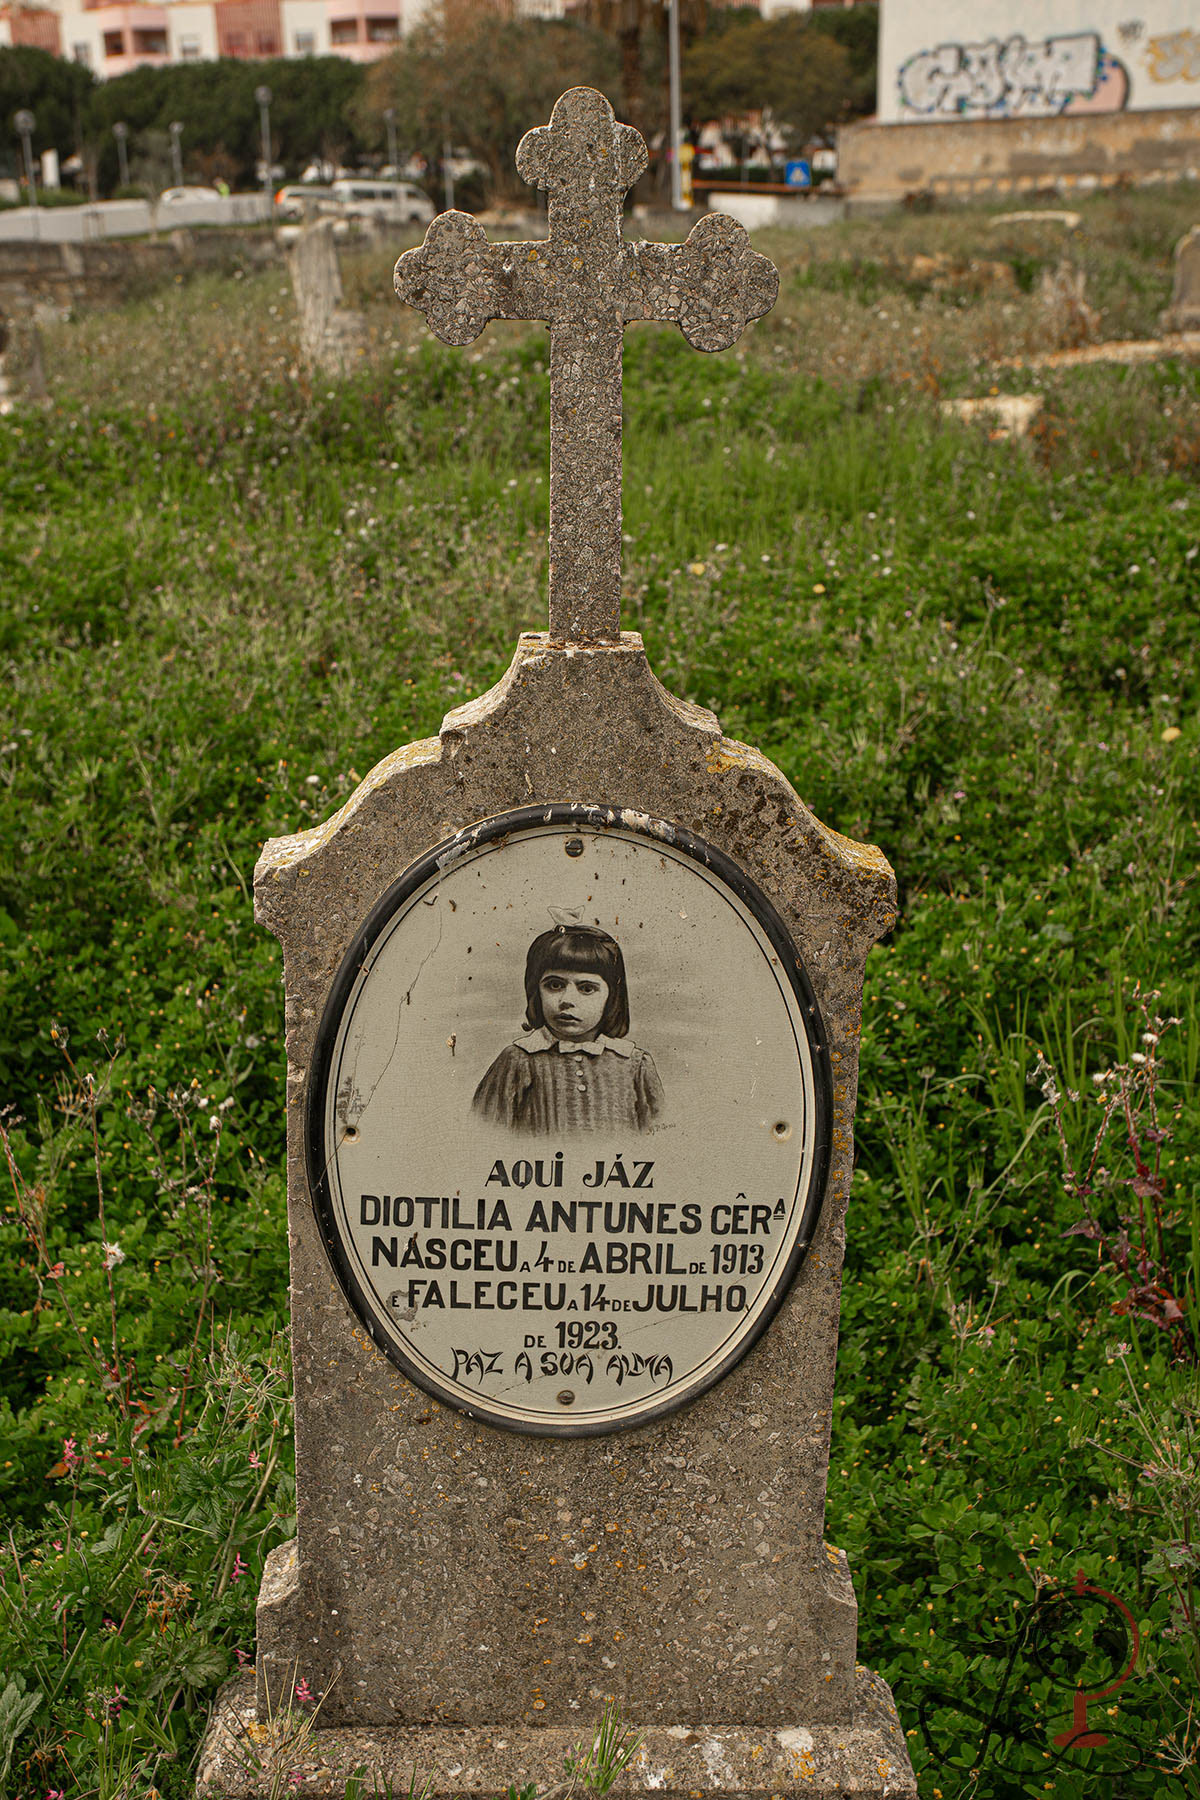 AQUI JÁZ
DIOTILIA ANTUNES CÊRª
NASCEU A 4 DE ABRIL DE 1913
E FALECEU A 14 DE JULHO
DE 1923.
PAZ A SUA ALMA